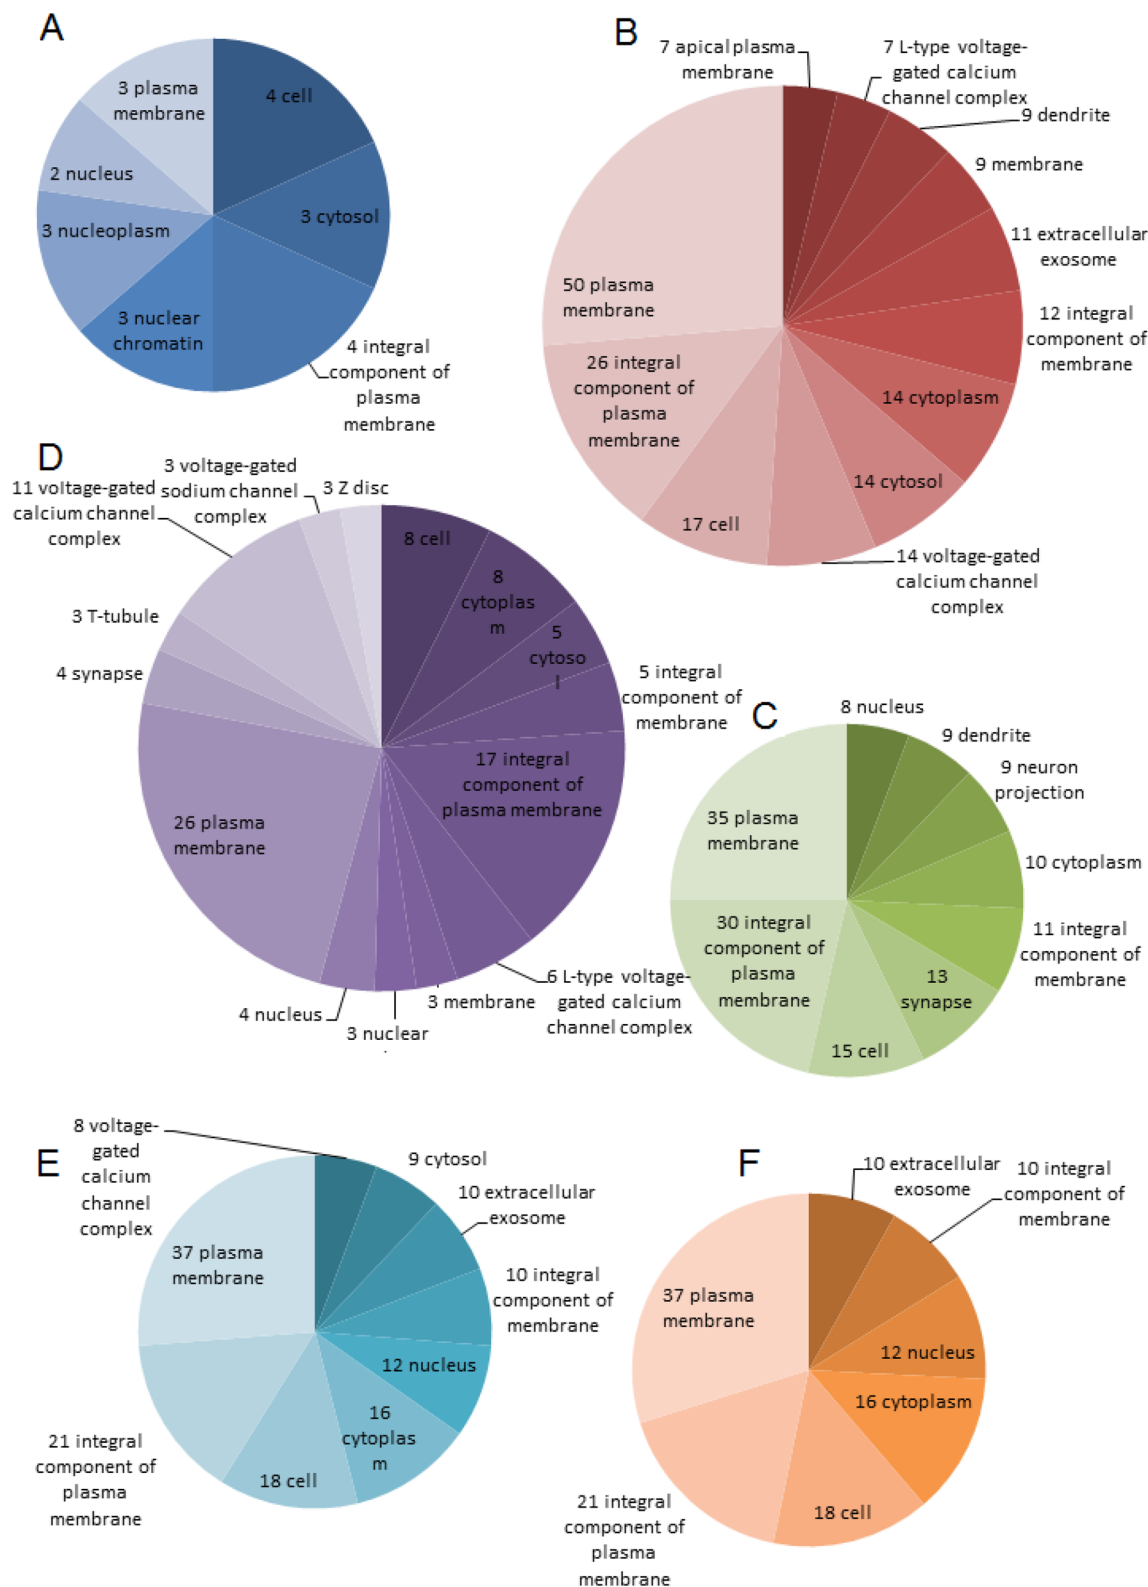 A
3 plasma
membrane
4 cell
2 nucleus
3 cytosol
3 nucleoplasm
3 nuclear
chromatin
4 integral
component of
plasma
membrane
B
7 apical plasma
membrane
7 L-type voltage-
gated calcium
channel complex
9 dendrite
9 membrane
11 extracellular
exosome
12 integral
component of
membrane
14 cytoplasm
14 cytosol
14 voltage-gated
calcium channel
complex
17 cell
26 integral
component of
plasma
membrane
50 plasma
membrane
D
3 voltage-gated
sodium channel
complex
3 Z disc
11 voltage-gated
calcium channel
complex
8 cell
8
cytoplas
m
5
cytoso
l
5 integral
component of
membrane
17 integral
component of
plasma membrane
6 L-type voltage-
gated calcium
channel complex
3 membrane
3 nuclear
4 nucleus
26 plasma
membrane
4 synapse
3 T-tubule
C
8 nucleus
9 dendrite
9 neuron
projection
10 cytoplasm
11 integral
component of
membrane
13
synapse
15 cell
30 integral
component of
plasma
membrane
35 plasma
membrane
E
8 voltage-
gated
calcium
channel
complex
9 cytosol
10 extracellular
exosome
10 integral
component of
membrane
12 nucleus
16
cytoplas
m
18 cell
21 integral
component of
plasma
membrane
37 plasma
membrane
F
10 extracellular
exosome
10 integral
component of
membrane
12 nucleus
16 cytoplasm
18 cell
21 integral
component of
plasma
membrane
37 plasma
membrane